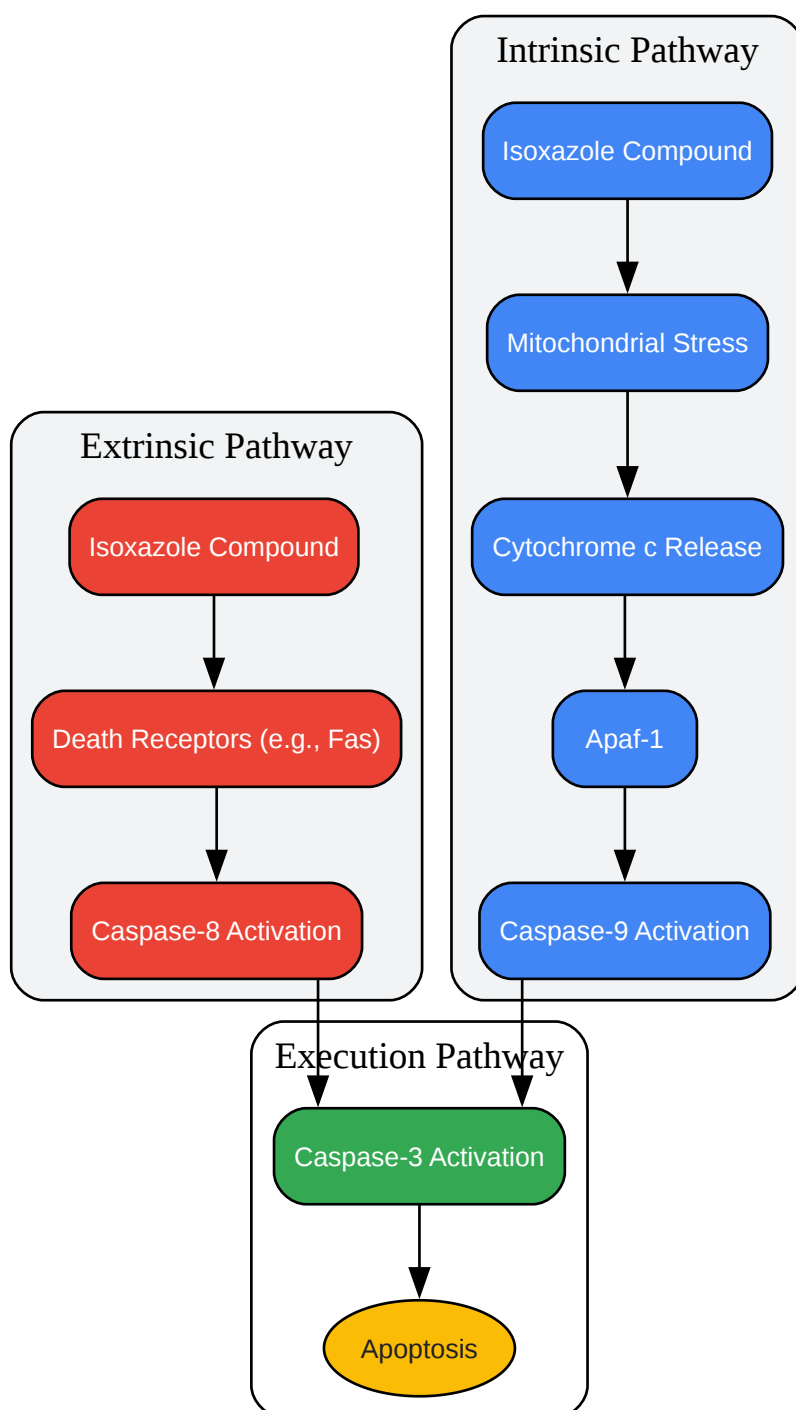 Intrinsic Pathway
Isoxazole Compound
Mitochondrial Stress
Cytochrome c Release
Apaf-1
Caspase-9 Activation
Extrinsic Pathway
Isoxazole Compound
Death Receptors (e.g., Fas)
Caspase-8 Activation
Execution Pathway
Caspase-3 Activation
Apoptosis